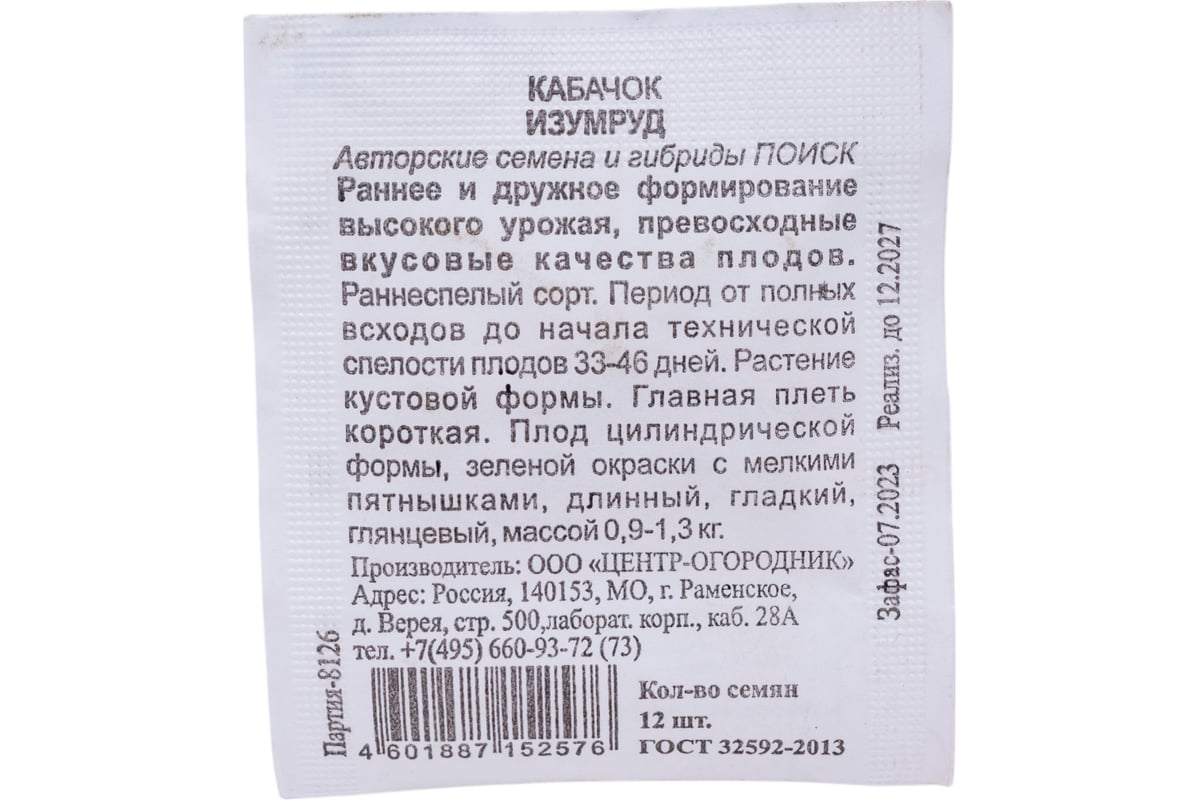 КАБАЧОК
ИЗУМРУД
Авторские семена и гибриды ПОИСК
Раннее и дружное формирование
высокого урожая, превосходные
вкусовые качества плодов.
Раннеспелый сорт. Период от полных
всходов до начала технической
спелости плодов 33-46 дней. Растение
кустовой формы. Главная плеть
короткая. Плод цилиндрической
формы, зеленой окраски с мелкими
пятнышками, длинный, гладкий,
глянцевый, массой 0,9-1,3 кг.
Производитель: ООО «ЦЕНТР-ОГОРОДНИК»
Адрес: Россия, 140153, МО, г. Раменское,
д. Верея, стр. 500,лаборат. корп., каб. 28А
тел. +7(495) 660-93-72 (73)
Партия-8126
4 601887 152576
Кол-во семян
12 шт.
ГОСТ 32592-2013
Зафас-07.2023 Реализ. до 12.2027